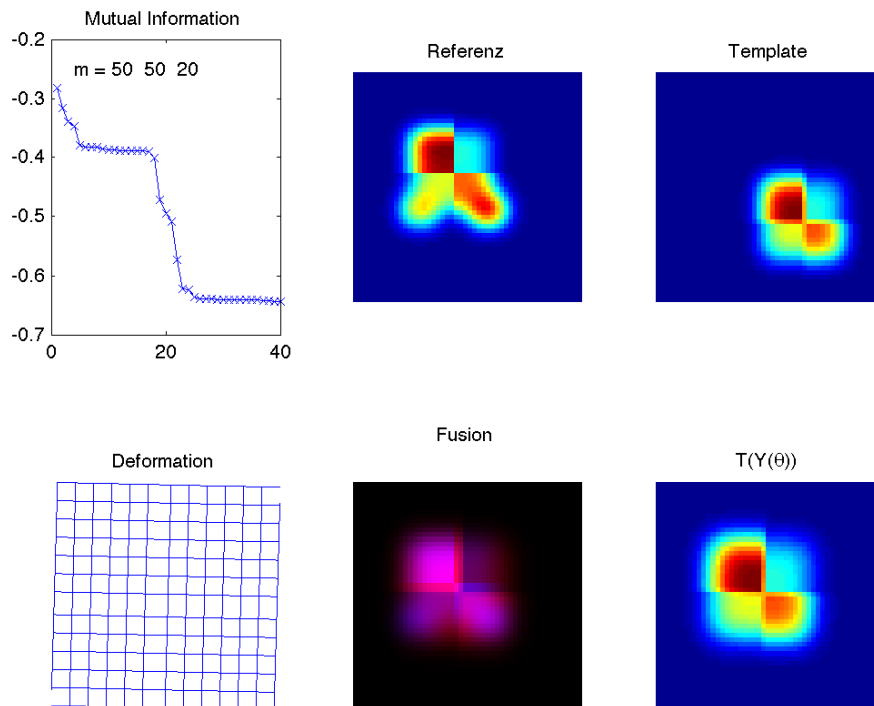 Mutual Information
-0.2
m = 50 50 20
-0.3
-0.4
-0.5
-0.6
-0.7
0
20
40
Referenz
Template
Deformation
Fusion
T(Y(θ))